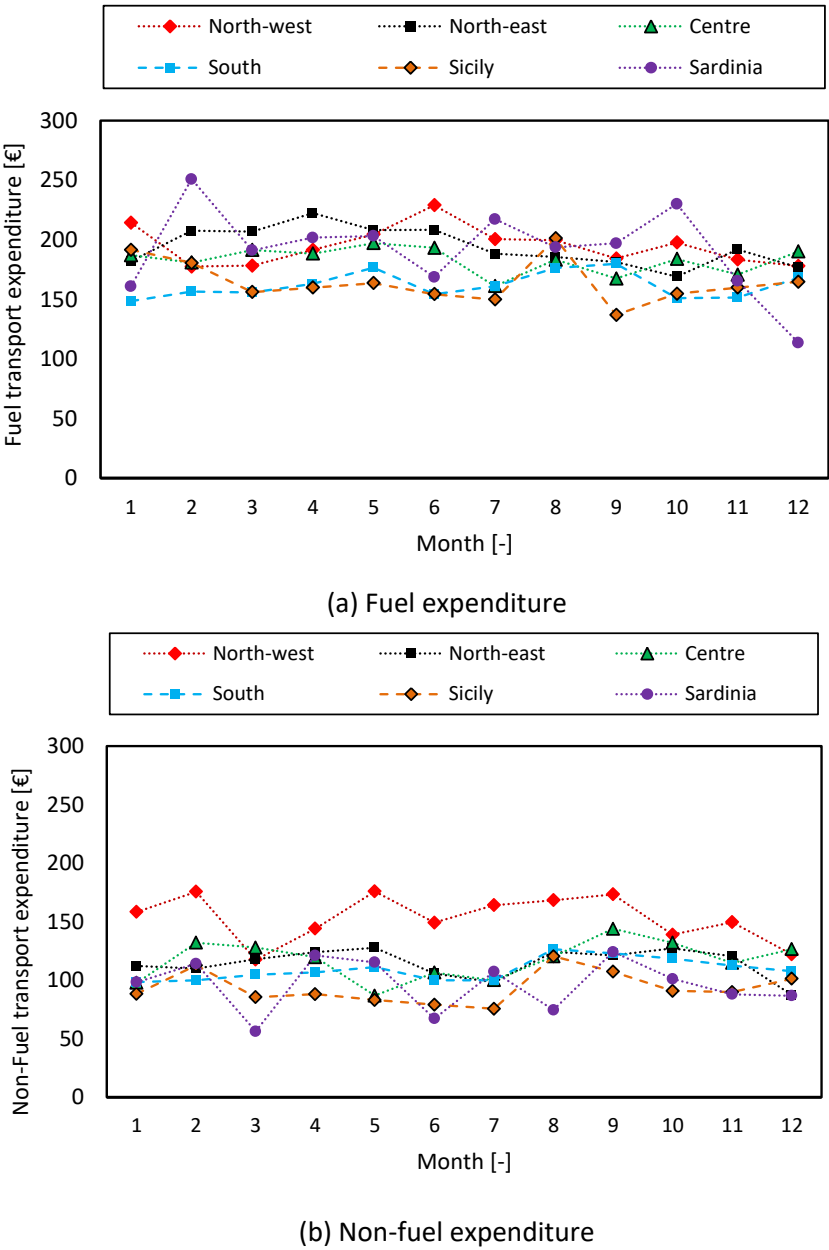 North-west North-east Centre
South Sicily Sardinia
Fuel transport expenditure [€]
300
250
200
150
100
50
0
1 2 3 4 5 6 7 8 9 10 11 12
Month [-]
(a) Fuel expenditure
North-west North-east Centre
South Sicily Sardinia
Non-Fuel transport expenditure [€]
300
250
200
150
100
50
0
1 2 3 4 5 6 7 8 9 10 11 12
Month [-]
(b) Non-fuel expenditure